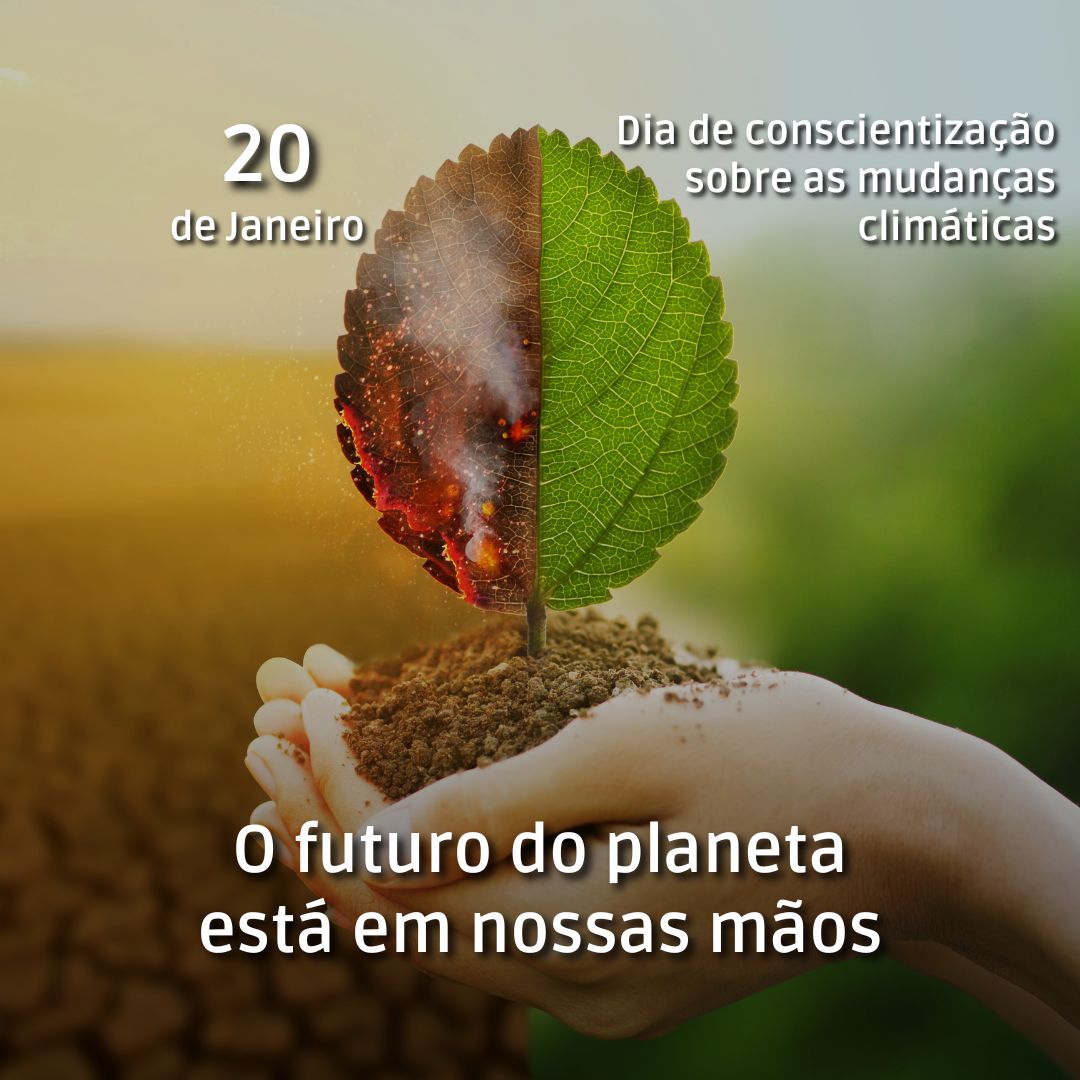 20
de Janeiro
Dia de conscientização
sobre as mudanças
climáticas
O futuro do planeta
está em nossas mãos